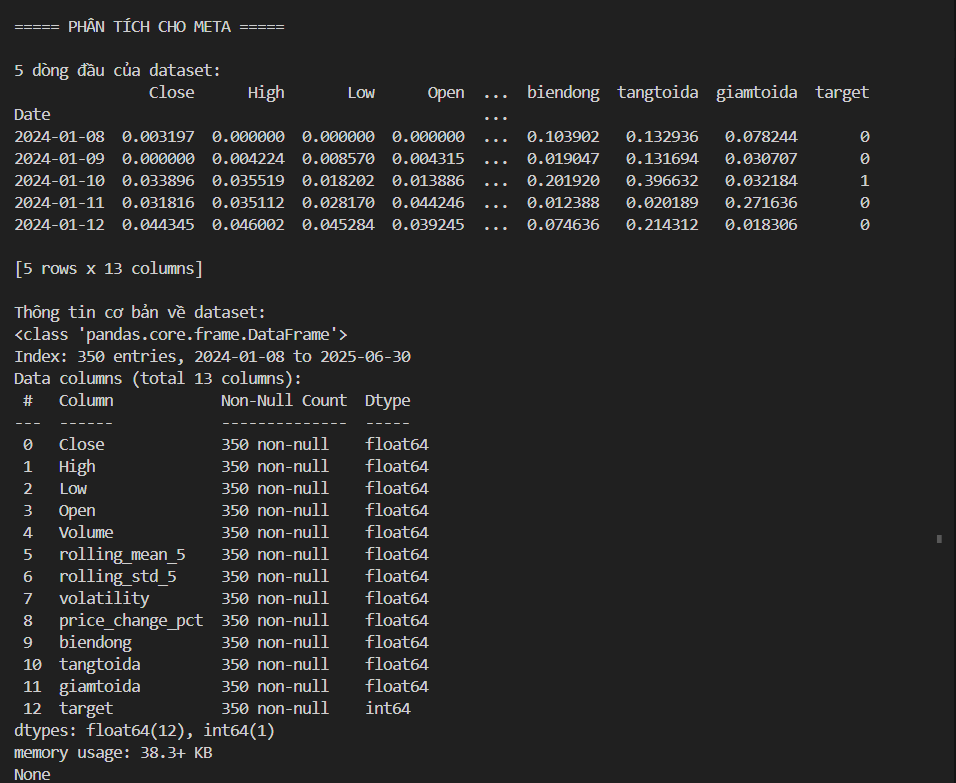 ===== PHÂN TÍCH CHO META =====
5 dòng đầu của dataset:
Close High Low Open ... biendong tangtoida giamtoida target
Date ...
2024-01-08 0.003197 0.000000 0.000000 0.000000 ... 0.103902 0.132936 0.078244 0
2024-01-09 0.000000 0.004224 0.008570 0.004315 ... 0.019047 0.131694 0.030707 0
2024-01-10 0.033896 0.035519 0.018202 0.013886 ... 0.201920 0.396632 0.032184 1
2024-01-11 0.031816 0.035112 0.028170 0.044246 ... 0.012388 0.020189 0.271636 0
2024-01-12 0.044345 0.046002 0.045284 0.039245 ... 0.074636 0.214312 0.018306 0
[5 rows x 13 columns]
Thông tin cơ bản về dataset:
<class 'pandas.core.frame.DataFrame'>
Index: 350 entries, 2024-01-08 to 2025-06-30
Data columns (total 13 columns):
# Column Non-Null Count Dtype
--- ------ -------------- -----
0 Close 350 non-null float64
1 High 350 non-null float64
2 Low 350 non-null float64
3 Open 350 non-null float64
4 Volume 350 non-null float64
5 rolling_mean_5 350 non-null float64
6 rolling_std_5 350 non-null float64
7 volatility 350 non-null float64
8 price_change_pct 350 non-null float64
9 biendong 350 non-null float64
10 tangtoida 350 non-null float64
11 giamtoida 350 non-null float64
12 target 350 non-null int64
dtypes: float64(12), int64(1)
memory usage: 38.3+ KB
None